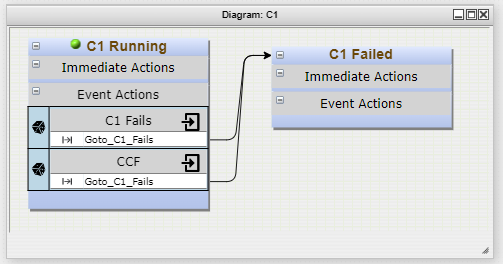 Diagram: C1
C1 Running
Immediate Actions
Event Actions
C1 Fails
Goto_C1_Fails
CCF
Goto_C1_Fails
C1 Failed
Immediate Actions
Event Actions